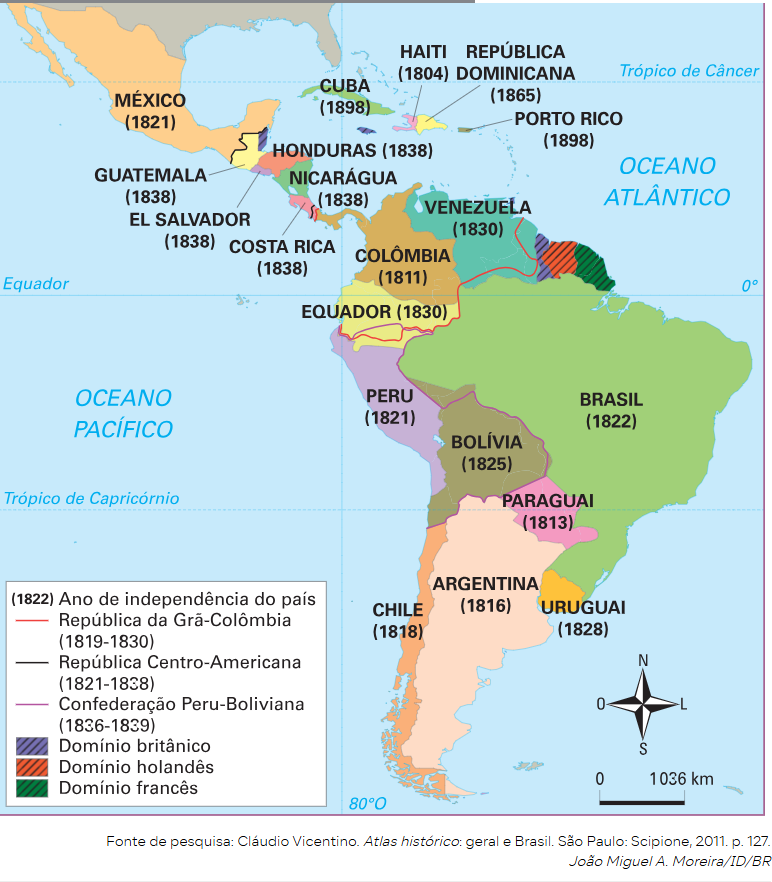 HAITI
(1804)
REPÚBLICA
DOMINICANA
(1865)
Trópico de Câncer
CUBA
(1898)
MÉXICO
(1821)
PORTO RICO
(1898)
HONDURAS (1838)
OCEANO
ATLÂNTICO
GUATEMALA
(1838)
NICARÁGUA
(1838)
EL SALVADOR
(1838)
VENEZUELA
(1830)
COSTA RICA
(1838)
COLÔMBIA
(1811)
Equador
0°
EQUADOR (1830)
OCEANO
PACÍFICO
PERU
(1821)
BRASIL
(1822)
BOLÍVIA
(1825)
Trópico de Capricórnio
PARAGUAI
(1813)
ARGENTINA
(1816)
CHILE
(1818)
URUGUAI
(1828)
(1822) Ano de independência do país
República da Grã-Colômbia
(1819-1830)
República Centro-Americana
(1821-1838)
Confederação Peru-Boliviana
(1836-1839)
Domínio britânico
Domínio holandês
Domínio francês
N
O
L
S
0
1 036 km
80°O
Fonte de pesquisa: Cláudio Vicentino. Atlas histórico: geral e Brasil. São Paulo: Scipione, 2011. p. 127.
João Miguel A. Moreira/ID/BR